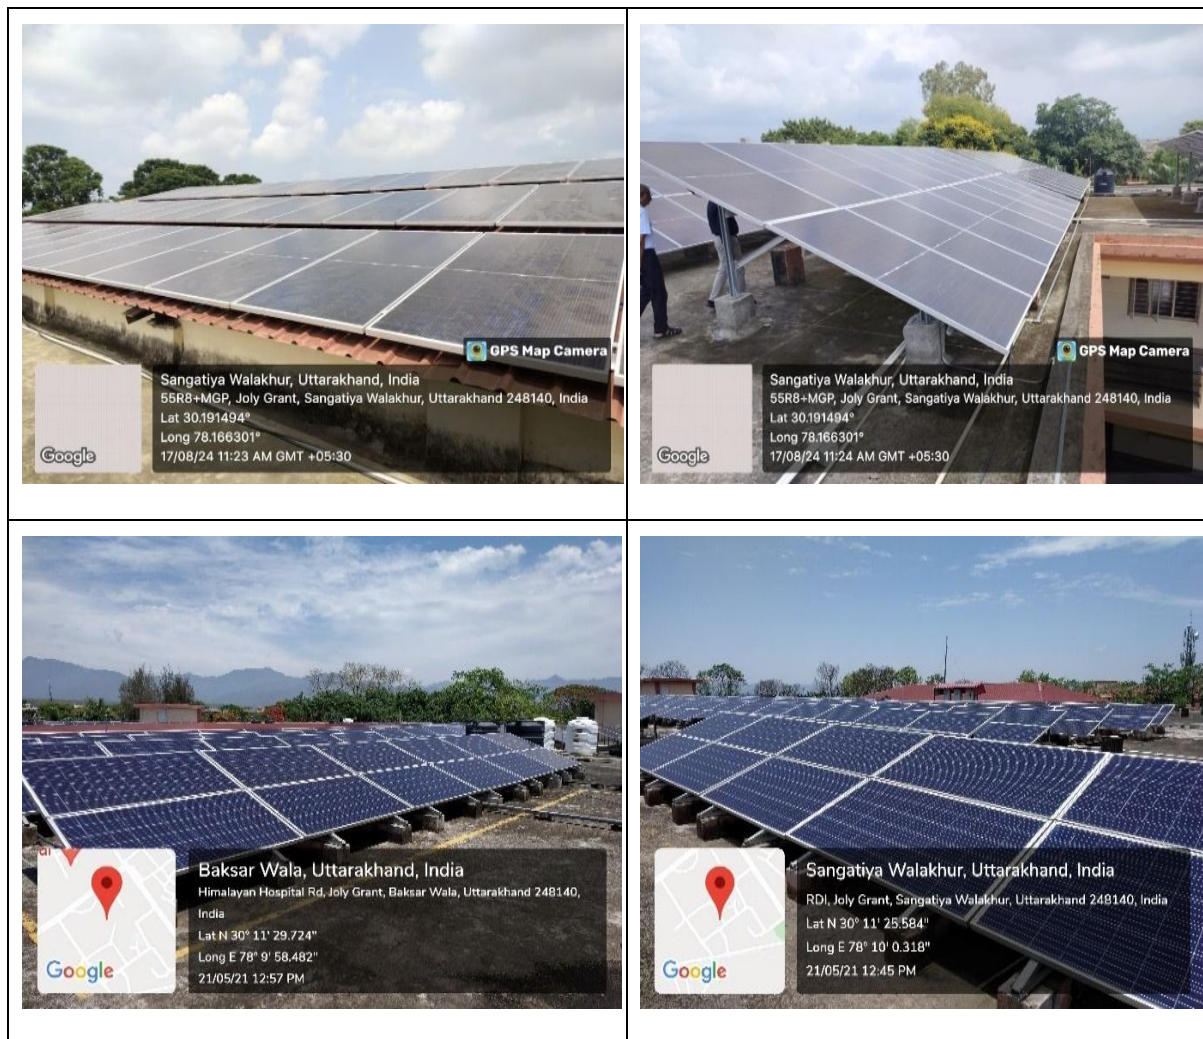 GPS Map Camera
Sangatiya Walakhur, Uttarakhand, India
55R8+MGP, Joly Grant, Sangatiya Walakhur, Uttarakhand 248140, India
Lat 30.191494°
Long 78.166301°
17/08/24 11:23 AM GMT +05:30
Google
GPS Map Camera
Sangatiya Walakhur, Uttarakhand, India
55R8+MGP, Joly Grant, Sangatiya Walakhur, Uttarakhand 248140, India
Lat 30.191494°
Long 78.166301°
17/08/24 11:24 AM GMT +05:30
Google
Baksar Wala, Uttarakhand, India
Himalayan Hospital Rd, Joly Grant, Baksar Wala, Uttarakhand 248140,
India
Lat N 30° 11' 29.724"
Long E 78° 9' 58.482"
21/05/21 12:57 PM
Google
Sangatiya Walakhur, Uttarakhand, India
RDI, Joly Grant, Sangatiya Walakhur, Uttarakhand 248140, India
Lat N 30° 11' 25.584"
Long E 78° 10' 0.318"
21/05/21 12:45 PM
Google